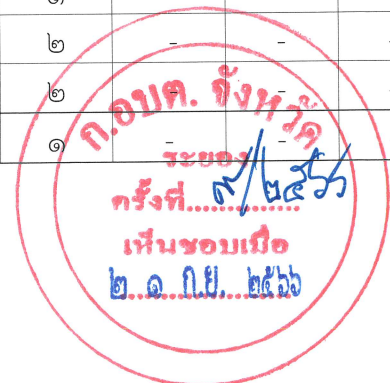 ๑
๒ - -
๒ - -
๑ - -
ก.อบต. จังหวัด
ระยอง
ครั้งที่ ๙/๒๕๖๖
เห็นชอบเมื่อ
๒ ๑ ก.ย. ๒๕๖๖